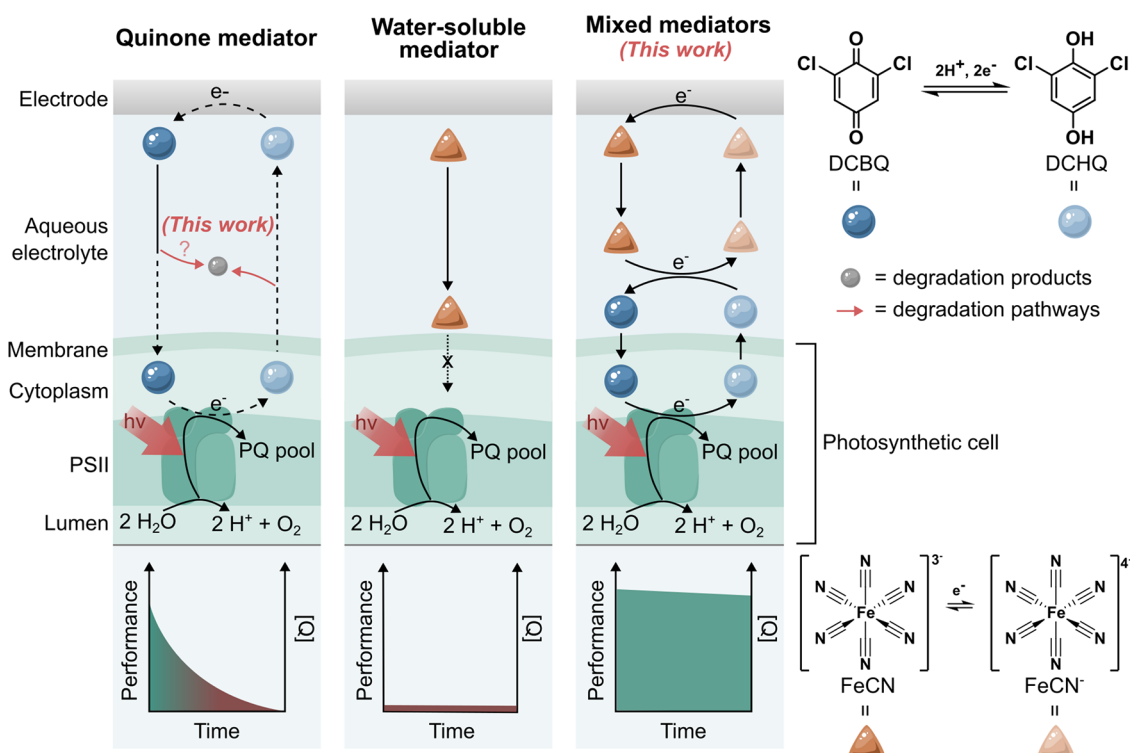 Quinone mediator
Water-soluble
mediator
Mixed mediators
(This work)
Electrode
Aqueous
electrolyte
Membrane
Cytoplasm
PSII
Lumen
e-
(This work)
?
e⁻
hv
PQ pool
2 H₂O
2 H⁺ + O₂
x
hv
PQ pool
2 H₂O
2 H⁺ + O₂
e⁻
e⁻
e⁻
hv
PQ pool
2 H₂O
2 H⁺ + O₂
O
Cl
Cl
O
2H⁺, 2e⁻
OH
Cl
Cl
OH
DCBQ
=
DCHQ
=
= degradation products
= degradation pathways
Photosynthetic cell
Performance
[Q]
Time
Performance
[Q]
Time
Performance
[Q]
Time
N
N
N
Fe
N
N
N
3-
e⁻
N
N
N
Fe
N
N
N
4-
FeCN
=
FeCN⁻
=